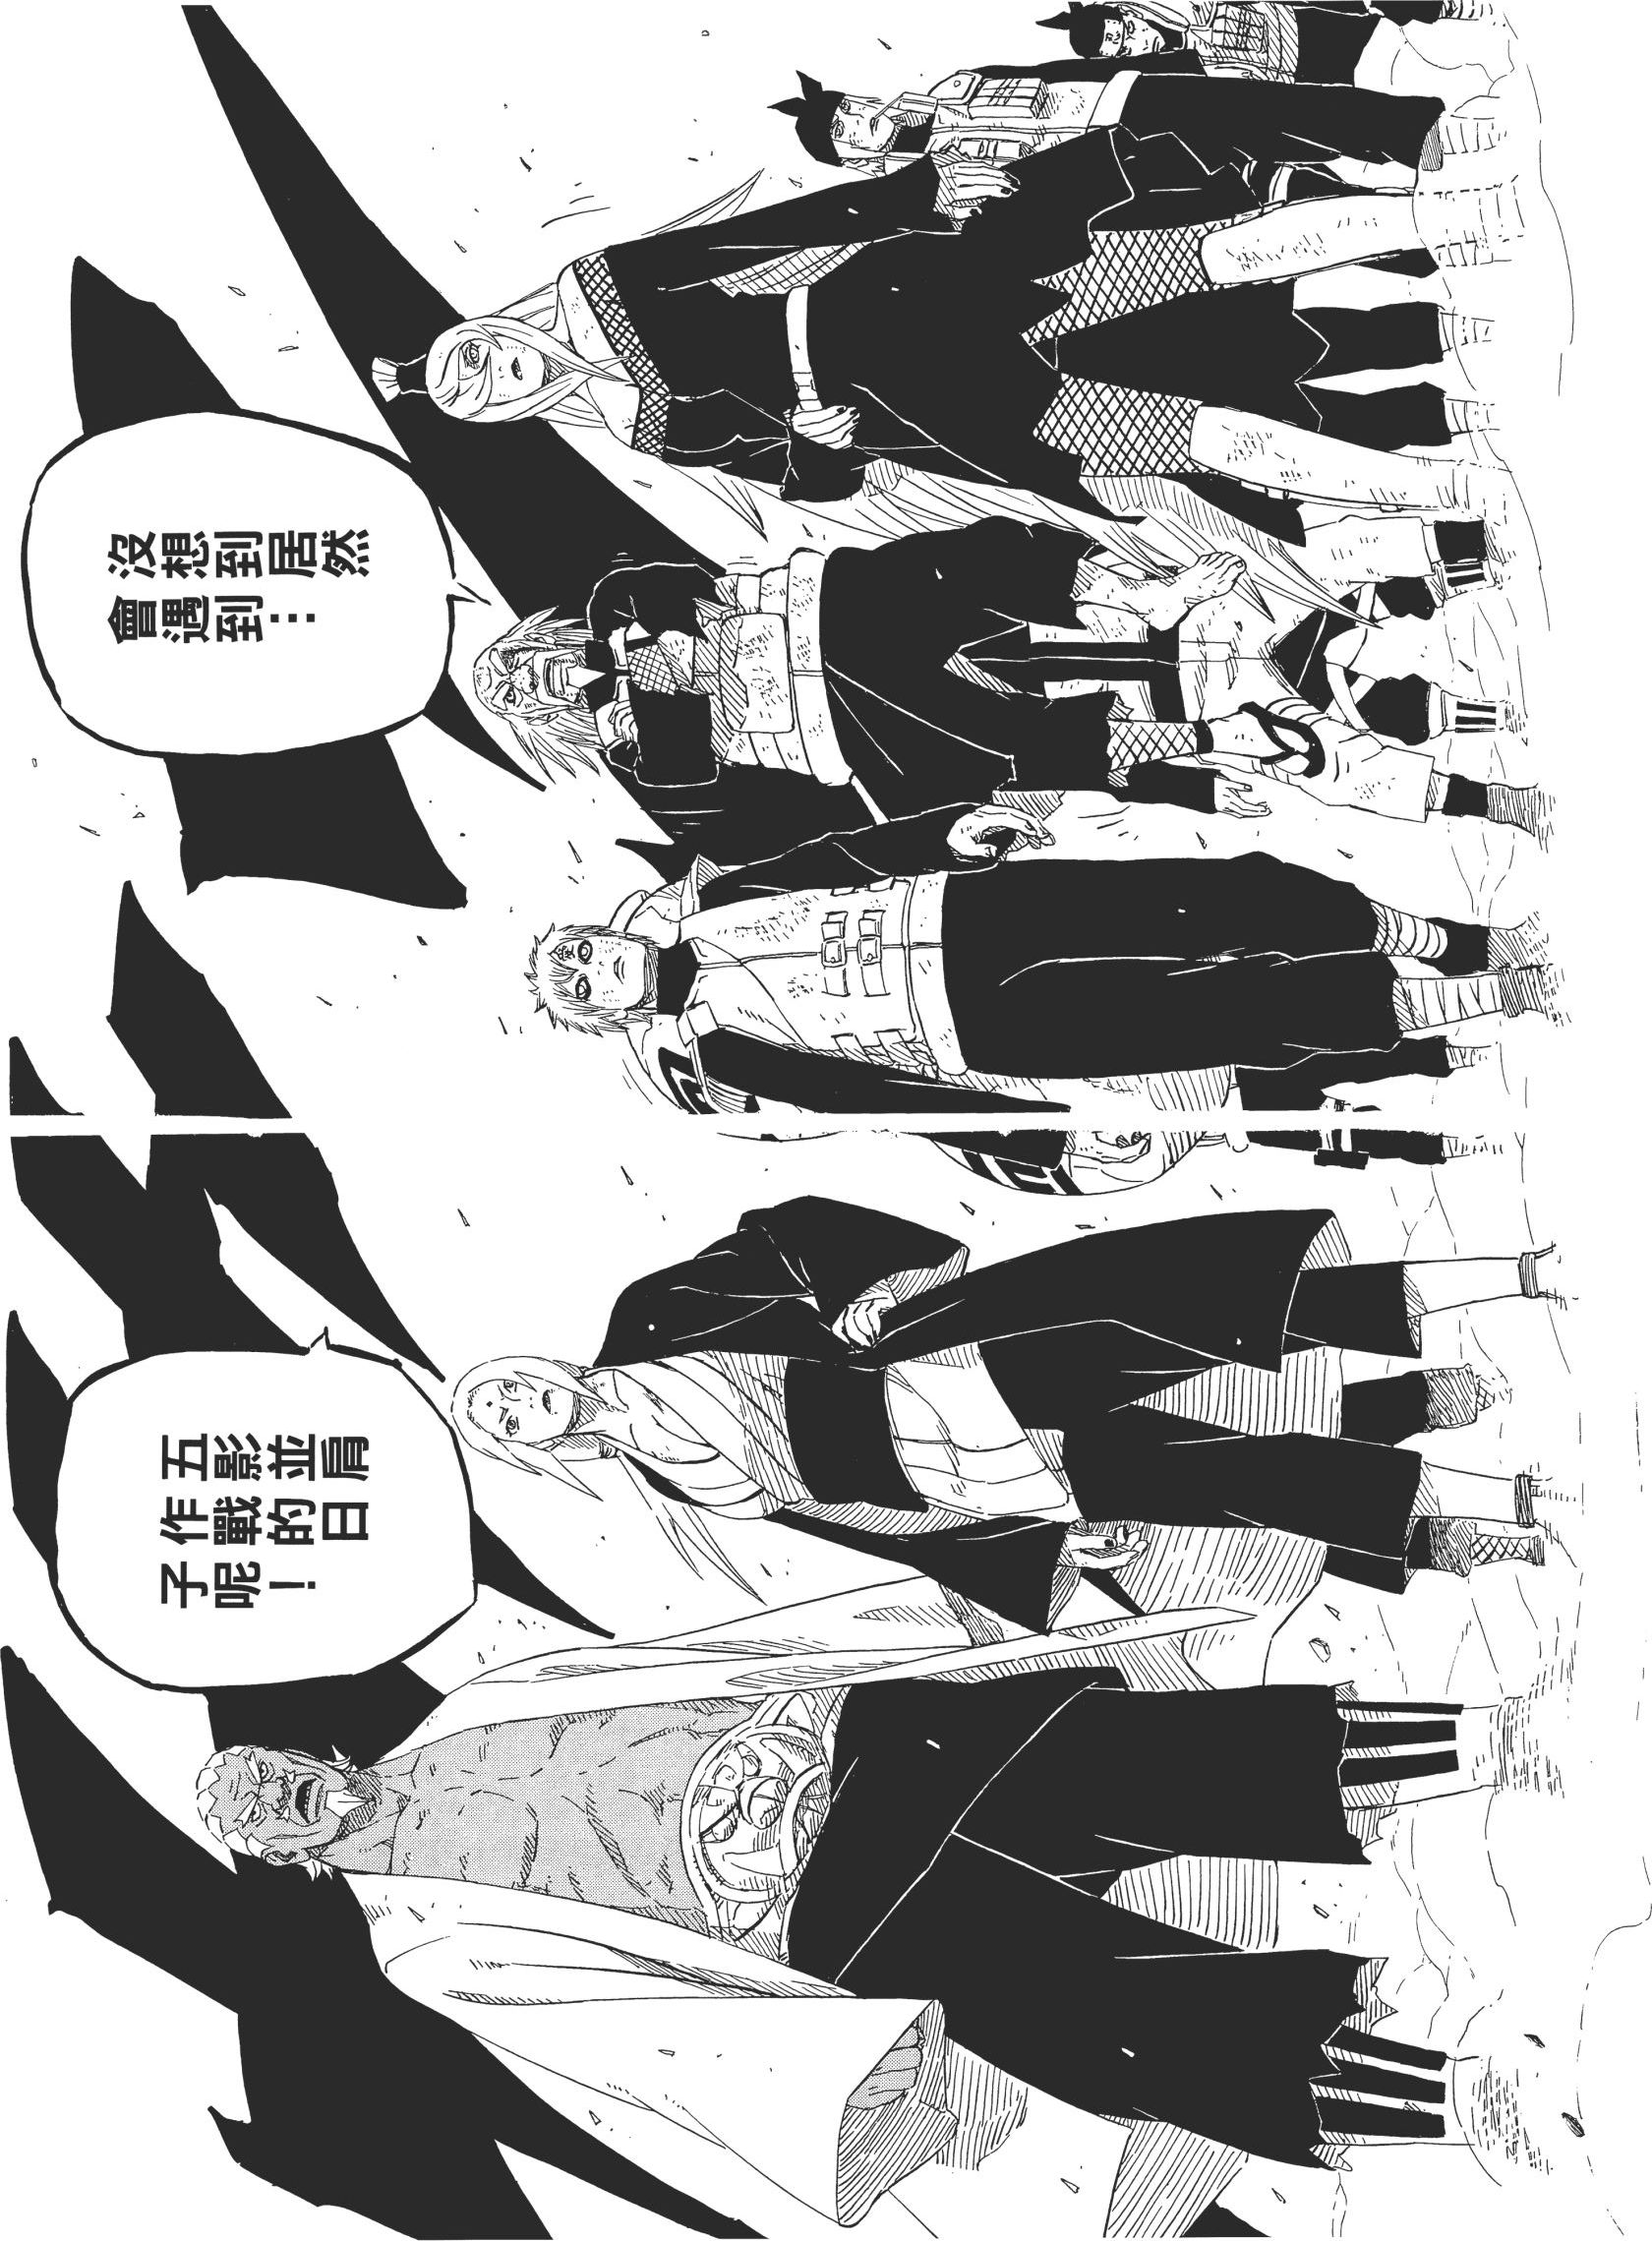 沒想到居然
會遇到…
五影並肩
作戰的日
子呢！